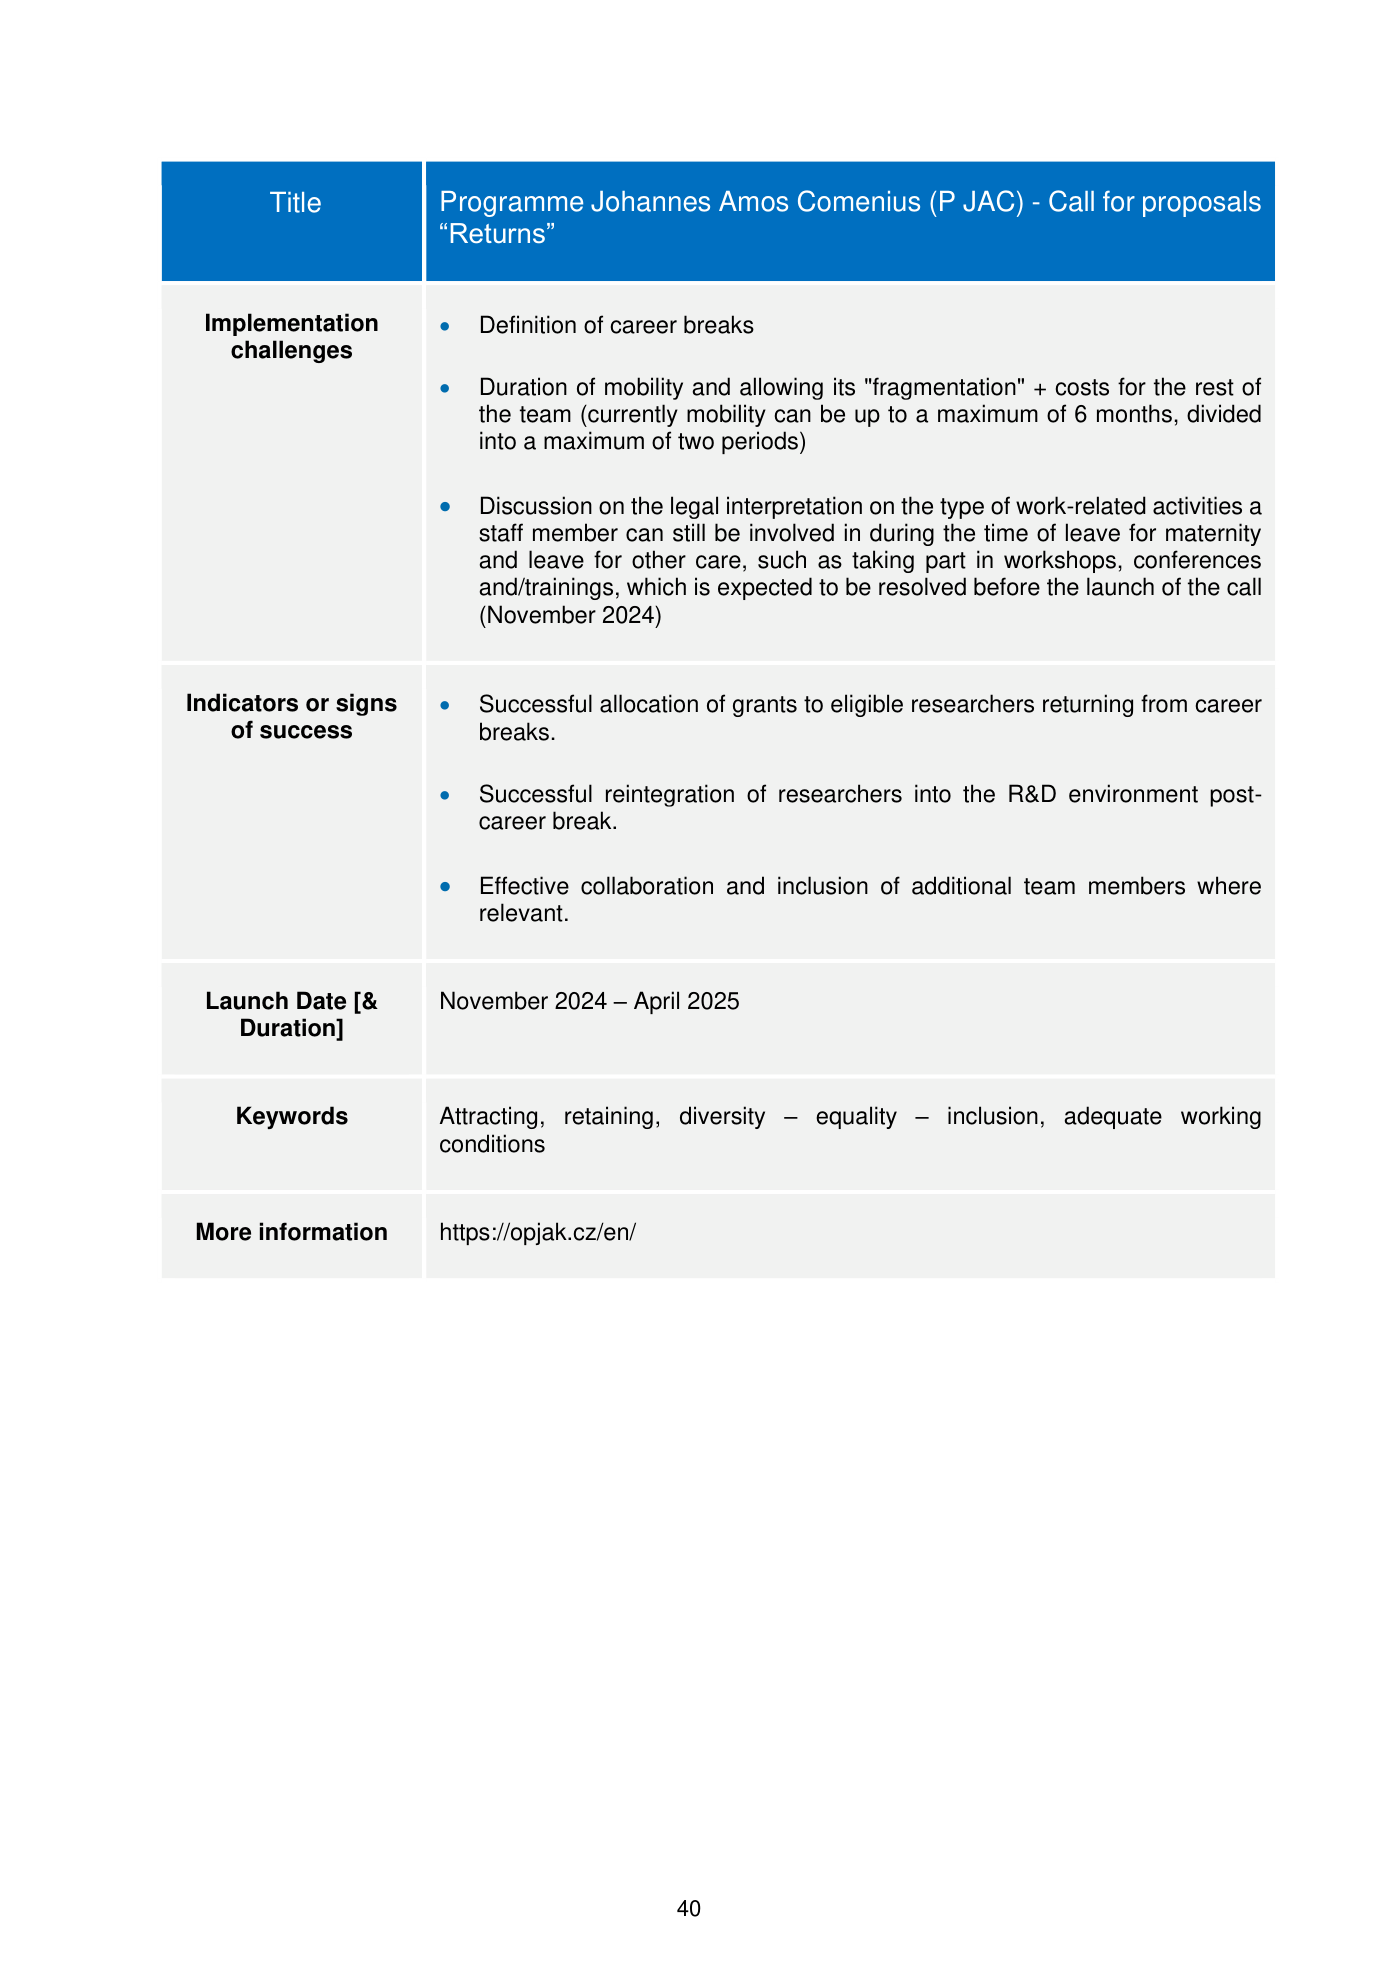 Title
Programme Johannes Amos Comenius (P JAC) - Call for proposals
“Returns”
Implementation
challenges
• Definition of career breaks
• Duration of mobility and allowing its "fragmentation" + costs for the rest of
the team (currently mobility can be up to a maximum of 6 months, divided
into a maximum of two periods)
• Discussion on the legal interpretation on the type of work-related activities a
staff member can still be involved in during the time of leave for maternity
and leave for other care, such as taking part in workshops, conferences
and/trainings, which is expected to be resolved before the launch of the call
(November 2024)
Indicators or signs
of success
• Successful allocation of grants to eligible researchers returning from career
breaks.
• Successful reintegration of researchers into the R&D environment post-
career break.
• Effective collaboration and inclusion of additional team members where
relevant.
Launch Date [&
Duration]
November 2024 – April 2025
Keywords
Attracting, retaining, diversity – equality – inclusion, adequate working
conditions
More information
https://opjak.cz/en/
40